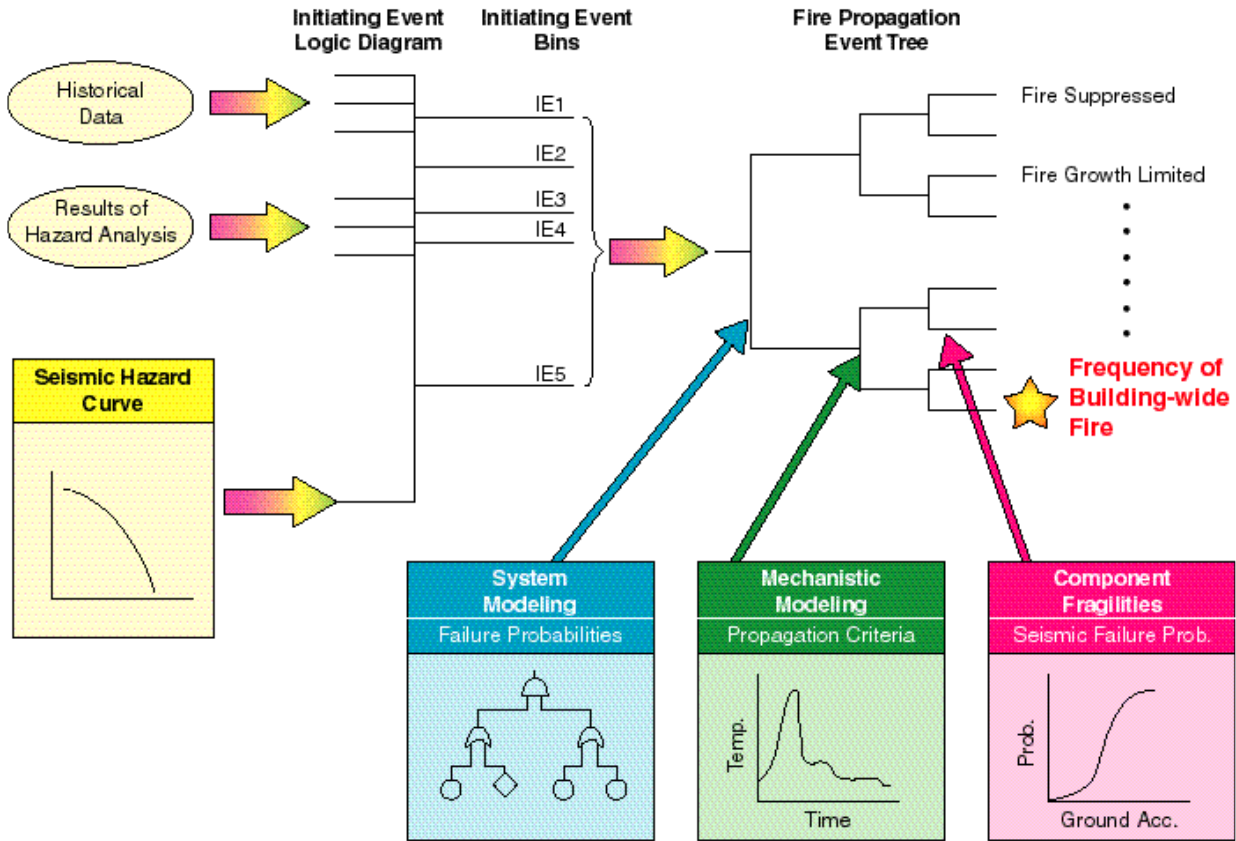 Initiating Event
Logic Diagram
Initiating Event
Bins
Fire Propagation
Event Tree
Historical
Data
Results of
Hazard Analysis
IE1
IE2
IE3
IE4
IE5
Fire Suppressed
Fire Growth Limited
Frequency of
Building-wide
Fire
Seismic Hazard
Curve
System
Modeling
Failure Probabilities
Mechanistic
Modeling
Propagation Criteria
Temp.
Time
Component
Fragilities
Seismic Failure Prob.
Prob.
Ground Acc.